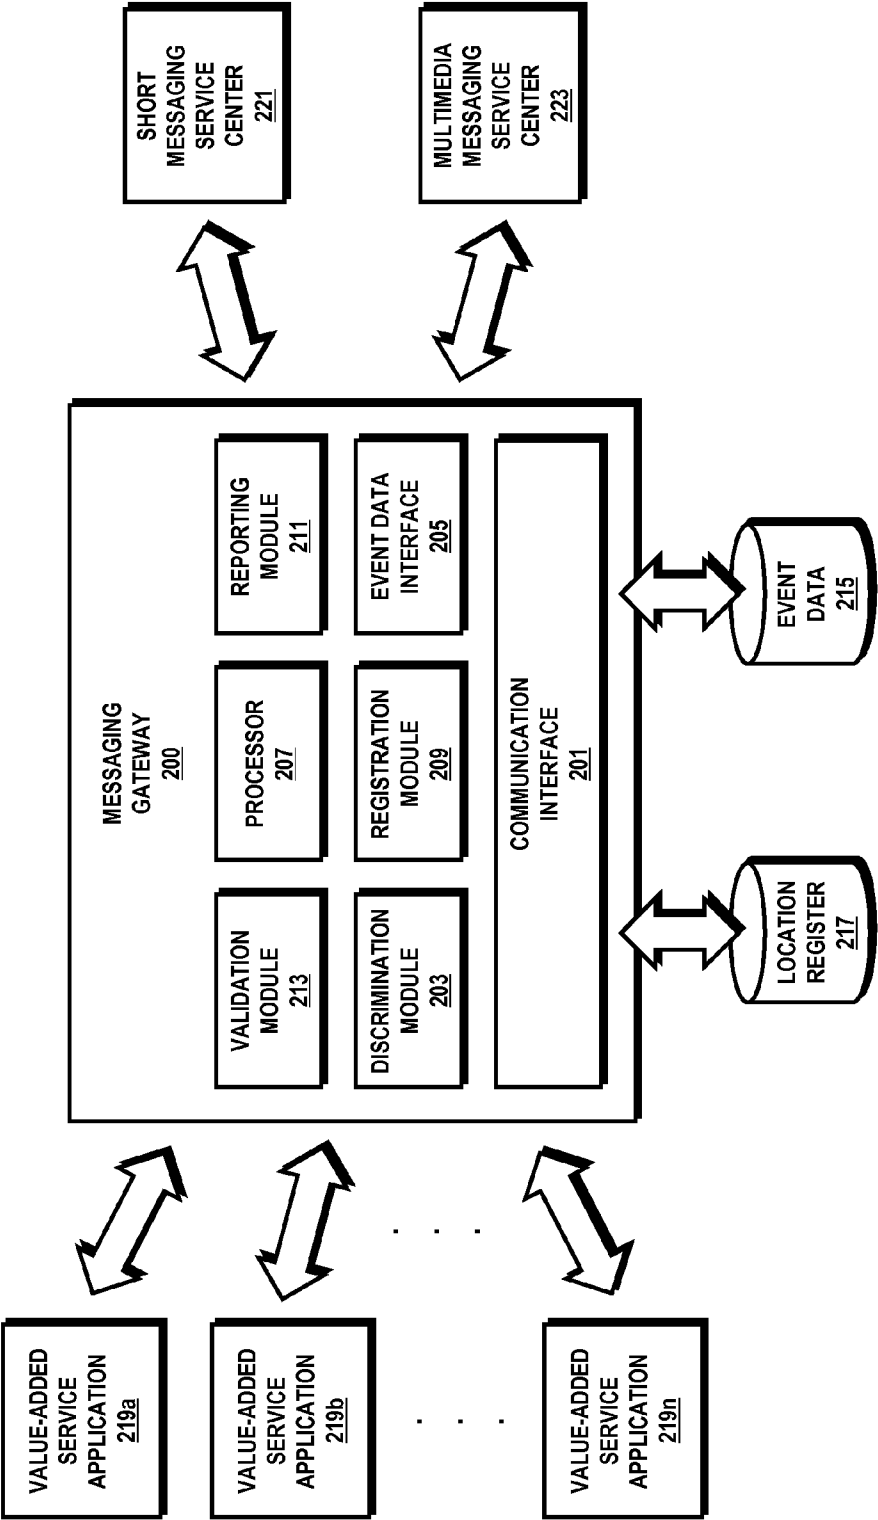 VALUE-ADDED
SERVICE
APPLICATION
219a
VALUE-ADDED
SERVICE
APPLICATION
219b
. . .
VALUE-ADDED
SERVICE
APPLICATION
219n
. . .
MESSAGING
GATEWAY
200
VALIDATION
MODULE
213
PROCESSOR
207
REPORTING
MODULE
211
DISCRIMINATION
MODULE
203
REGISTRATION
MODULE
209
EVENT DATA
INTERFACE
205
COMMUNICATION
INTERFACE
201
SHORT
MESSAGING
SERVICE
CENTER
221
MULTIMEDIA
MESSAGING
SERVICE
CENTER
223
LOCATION
REGISTER
217
EVENT
DATA
215